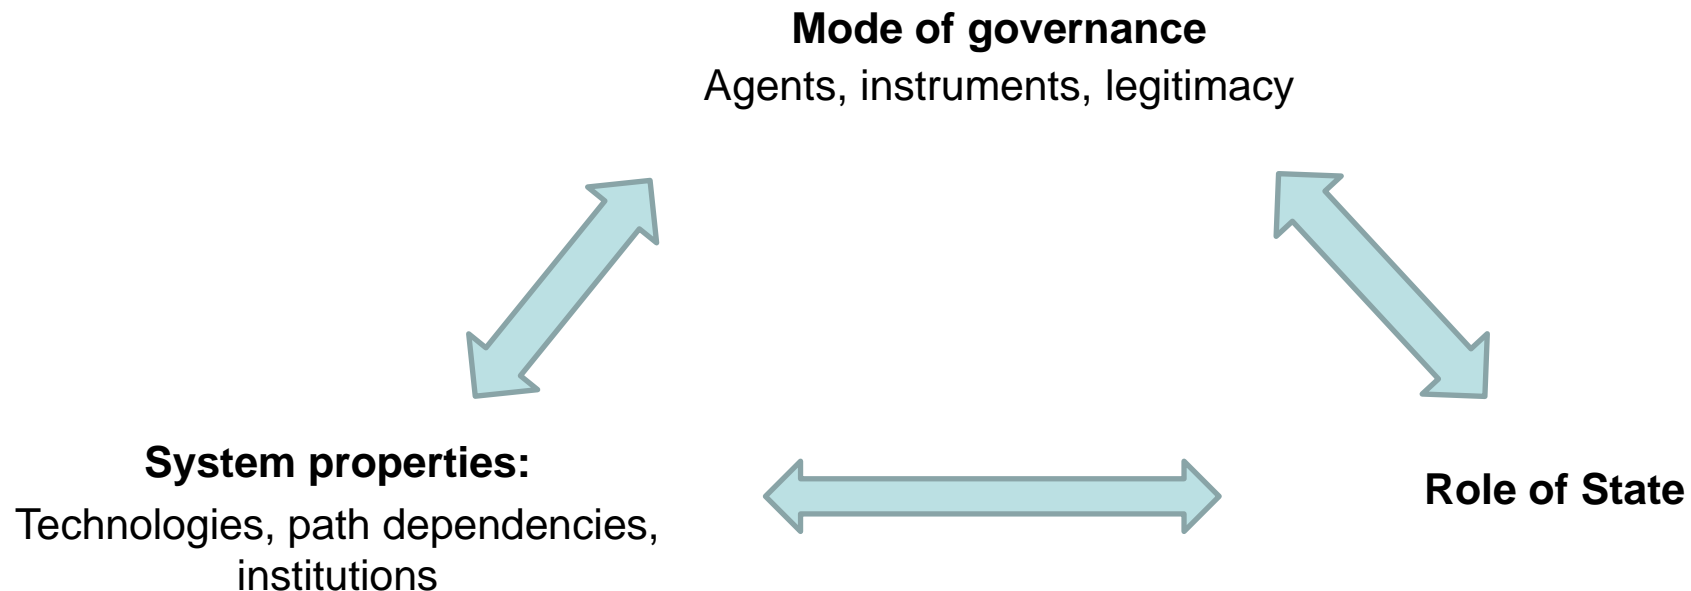 Mode of governance
Agents, instruments, legitimacy
System properties:
Technologies, path dependencies,
institutions
Role of State